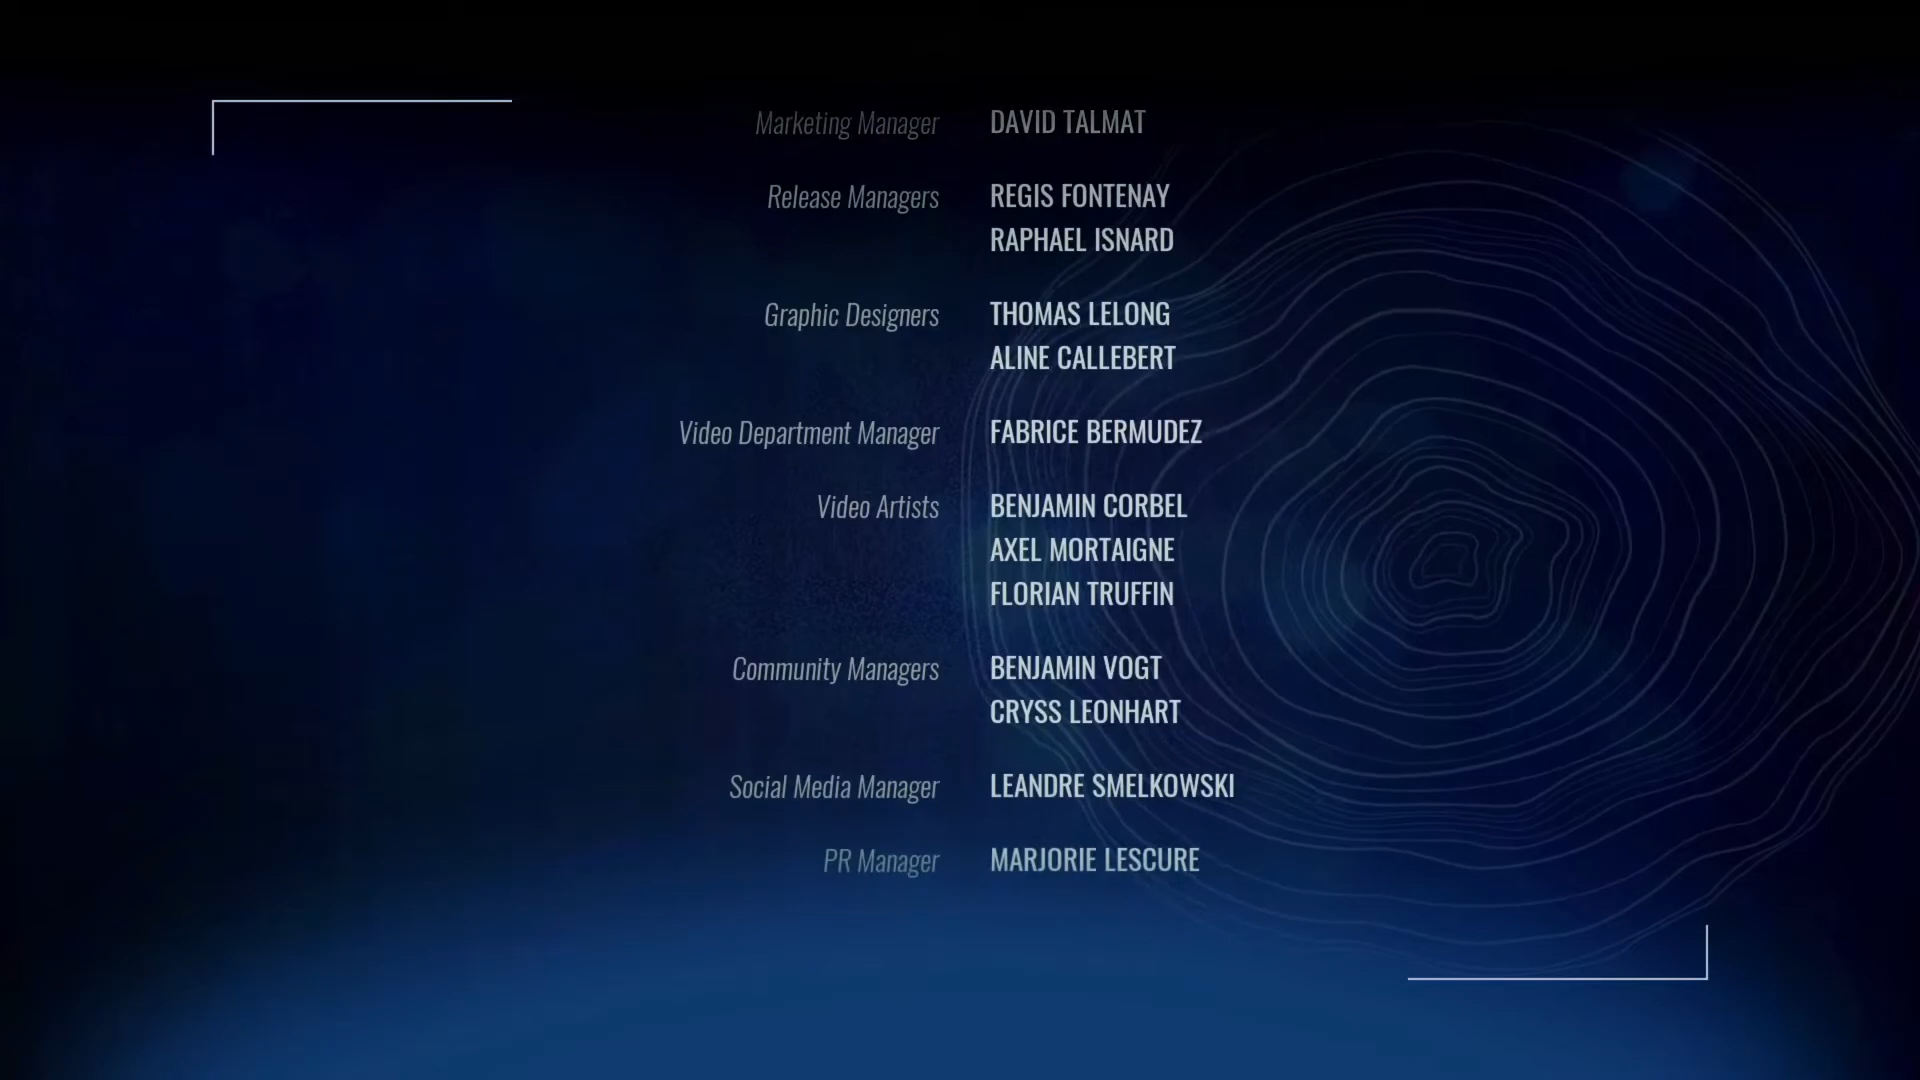 Marketing Manager DAVID TALMAT
Release Managers REGIS FONTENAY
RAPHAEL ISNARD
Graphic Designers THOMAS LELONG
ALINE CALLEBERT
Video Department Manager FABRICE BERMUDEZ
Video Artists BENJAMIN CORBEL
AXEL MORTAIGNE
FLORIAN TRUFFIN
Community Managers BENJAMIN VOGT
CRYSS LEONHART
Social Media Manager LEANDRE SMELKOWSKI
PR Manager MARJORIE LESCURE